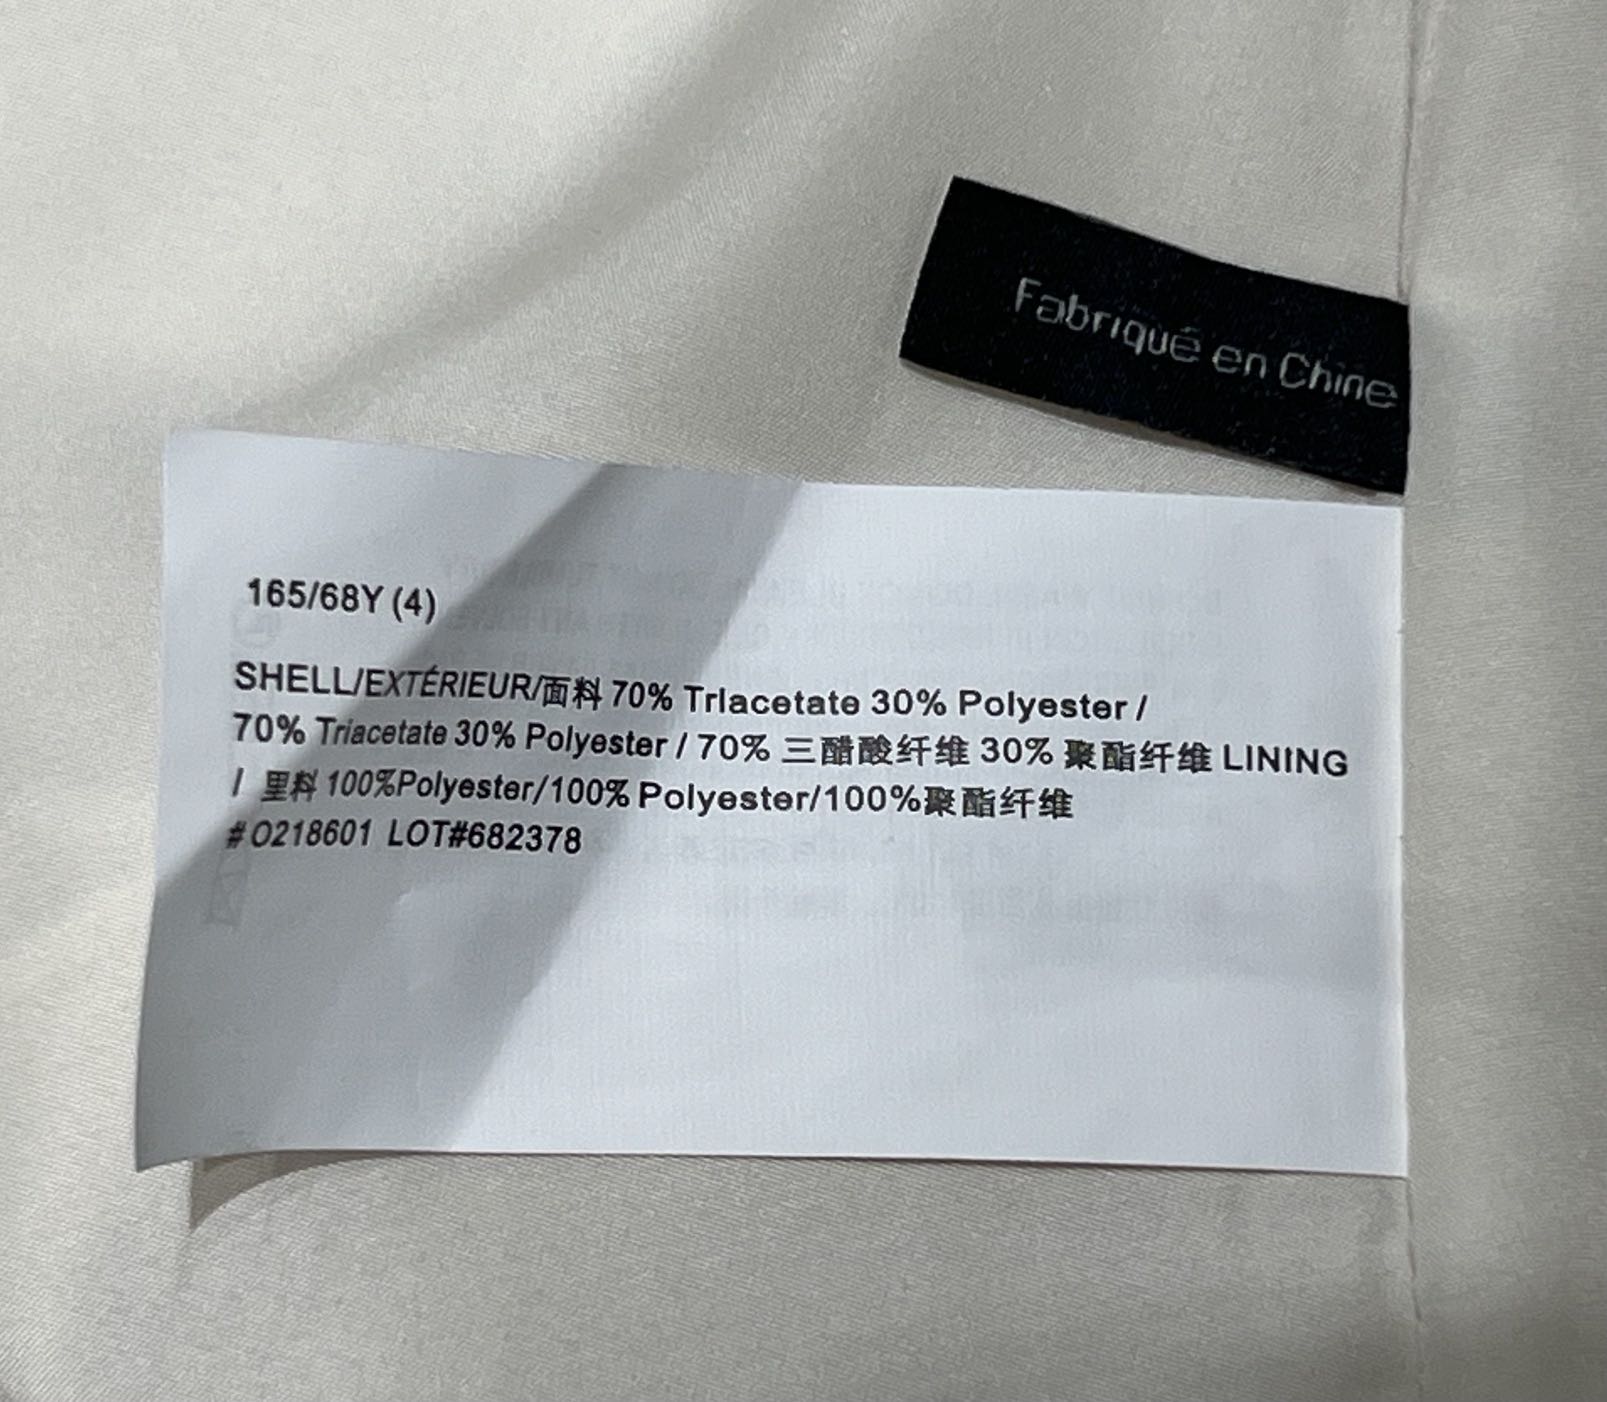 Fabriqué en Chine
165/68Y (4)
SHELL/EXTÉRIEUR/面料 70% Triacetate 30% Polyester /
70% Triacetate 30% Polyester / 70% 三醋酸纤维 30% 聚酯纤维 LINING
/ 里料 100%Polyester/100% Polyester/100%聚酯纤维
# O218601 LOT#682378